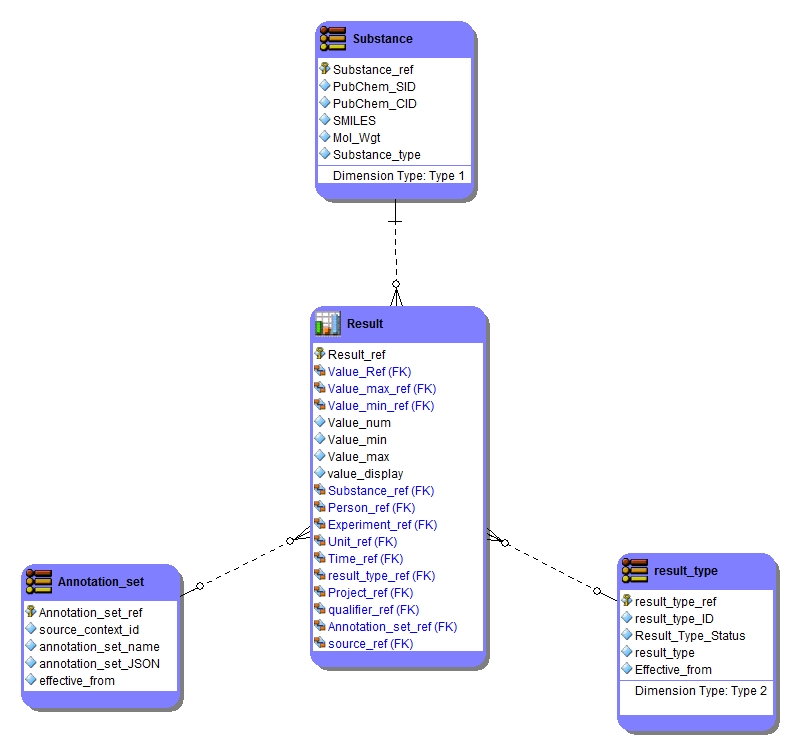 Substance
Substance_ref
PubChem_SID
PubChem_CID
SMILES
Mol_Wgt
Substance_type
Dimension Type: Type 1
Result
Result_ref
Value_Ref (FK)
Value_max_ref (FK)
Value_min_ref (FK)
Value_num
Value_min
Value_max
value_display
Substance_ref (FK)
Person_ref (FK)
Experiment_ref (FK)
Unit_ref (FK)
Time_ref (FK)
result_type_ref (FK)
Project_ref (FK)
qualifier_ref (FK)
Annotation_set_ref (FK)
source_ref (FK)
Annotation_set
Annotation_set_ref
source_context_id
annotation_set_name
annotation_set_JSON
effective_from
result_type
result_type_ref
result_type_ID
Result_Type_Status
result_type
Effective_from
Dimension Type: Type 2